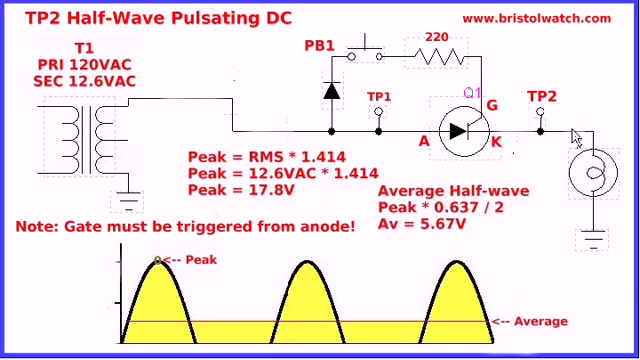 TP2 Half-Wave Pulsating DC
www.bristolwatch.com
T1
PRI 120VAC
SEC 12.6VAC
PB1
220
TP1
Q1
G
TP2
A
K
Peak = RMS * 1.414
Peak = 12.6VAC * 1.414
Peak = 17.8V
Average Half-wave
Peak * 0.637 / 2
Av = 5.67V
Note: Gate must be triggered from anode!
<-- Peak
<-- Average